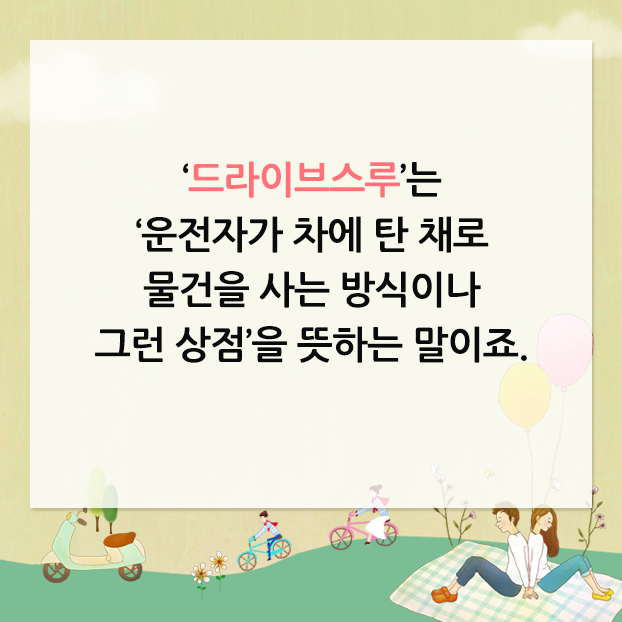 ‘드라이브스루’는
‘운전자가 차에 탄 채로
물건을 사는 방식이나
그런 상점’을 뜻하는 말이죠.